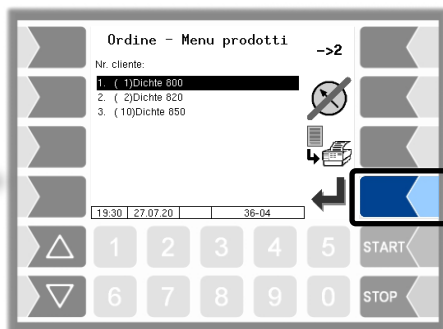 Ordine - Menu prodotti
->2
Nr. cliente:
1. ( 1)Dichte 800
2. ( 2)Dichte 820
3. ( 10)Dichte 850
19:30 27.07.20 36-04
1 2 3 4 5 START
6 7 8 9 0 STOP